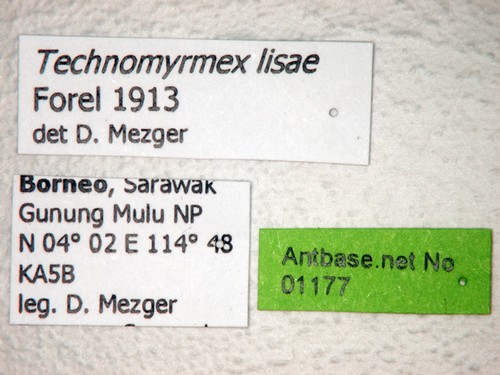 Technomyrmex lisae
Forel 1913
det D. Mezger
Borneo, Sarawak
Gunung Mulu NP
N 04° 02 E 114° 48
KA5B
leg. D. Mezger
Antbase.net No
01177